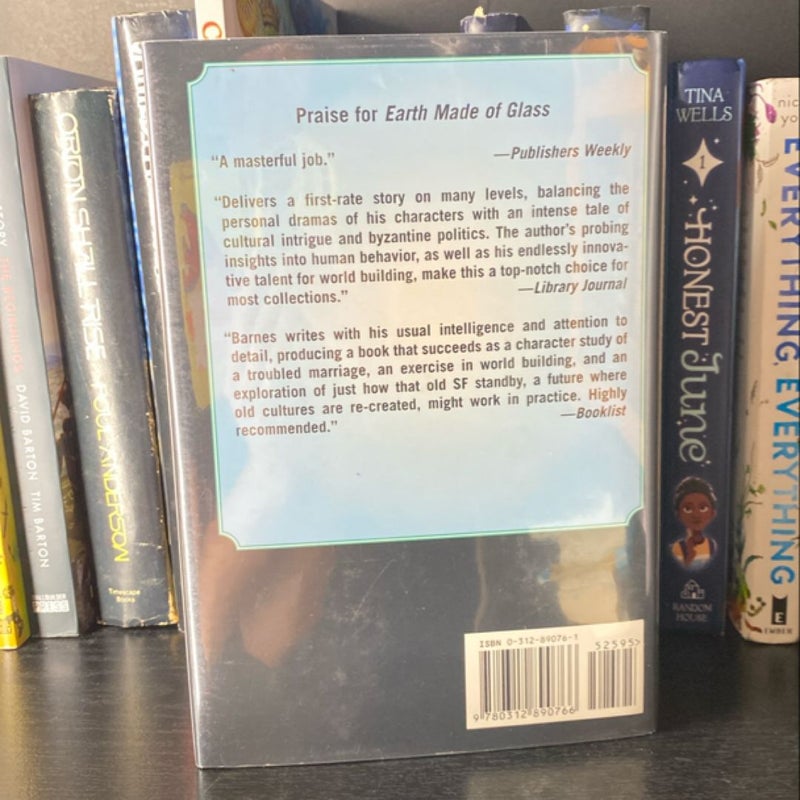 Praise for Earth Made of Glass
“A masterful job.” —Publishers Weekly
“Delivers a first-rate story on many levels, balancing the
personal dramas of his characters with an intense tale of
cultural intrigue and byzantine politics. The author's probing
insights into human behavior, as well as his endlessly innova-
tive talent for world building, make this a top-notch choice for
most collections.” —Library Journal
“Barnes writes with his usual intelligence and attention to
detail, producing a book that succeeds as a character study of
a troubled marriage, an exercise in world building, and an
exploration of just how that old SF standby, a future where
old cultures are re-created, might work in practice. Highly
recommended.” —Booklist
ISBN 0-312-89076-1
52595>
9 780312 890766
DAVID BARTON TIM BARTON
PRESS
ORION SHALL RISE POUL ANDERSON
Timescape
Books
TINA
WELLS
1
HONEST June
RANDOM
HOUSE
EVERYTHING, EVERYTHING
E
EMBER